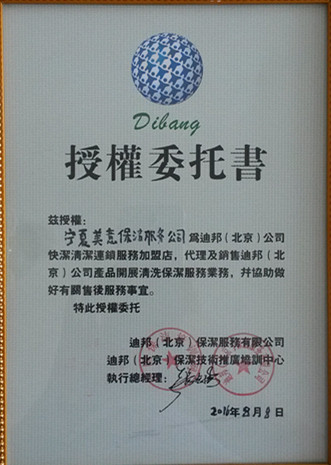 Dibang
授權委托書
茲授權:
宁夏美意保洁服务公司爲迪邦(北京)公司
快潔清潔連鎖服務加盟店,代理及銷售迪邦(北
京)公司產品開展清洗保潔服務業務,幷協助做
好有關售後服務事宜。
特此授權委托
迪邦(北京)保潔服務有限公司
迪邦(北京)保潔技術推廣培訓中心
執行總經理:
2016年8月8日